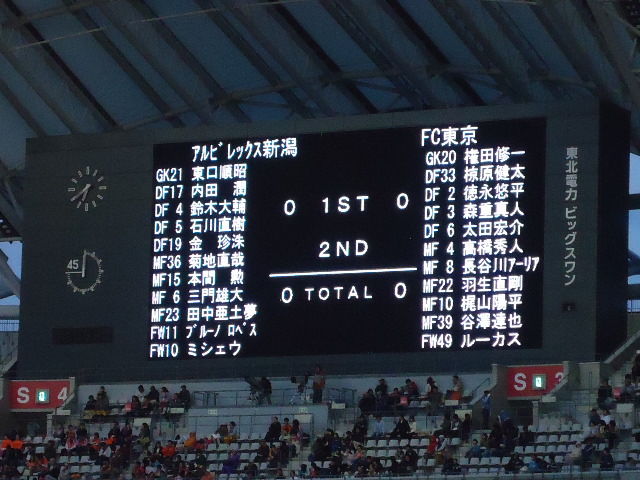 アルビレックス新潟
GK21 東口順昭
DF17 内田 潤
DF 4 鈴木大輔
DF 5 石川直樹
DF19 金 珍洙
MF36 菊地直哉
MF15 本間 勲
MF 6 三門雄大
MF23 田中亜土夢
FW11 ブルーノ ロペス
FW10 ミシェウ
0 1ST 0
2ND
0 TOTAL 0
FC東京
GK20 権田修一
DF33 椋原健太
DF 2 徳永悠平
DF 3 森重真人
DF 6 太田宏介
MF 4 高橋秀人
MF 8 長谷川アーリア
MF22 羽生直剛
MF10 梶山陽平
MF39 谷澤達也
FW49 ルーカス
東北電力 ビッグスワン
45
S 4
S 3